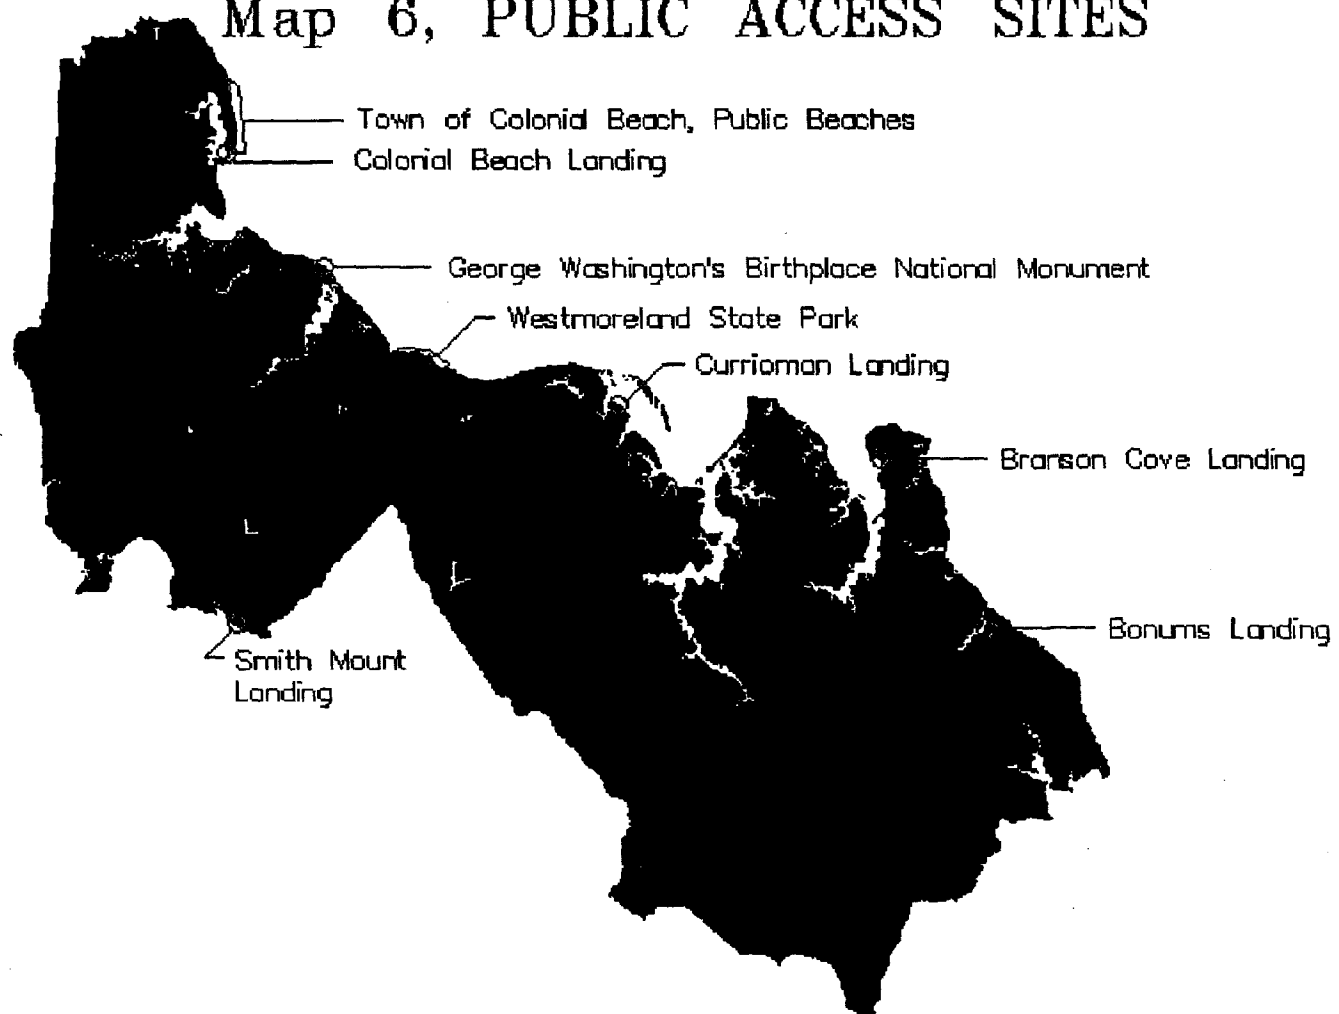 Map 6, PUBLIC ACCESS SITES
Town of Colonial Beach, Public Beaches
Colonial Beach Landing
George Washington's Birthplace National Monument
Westmoreland State Park
Currioman Landing
Branson Cove Landing
Bonums Landing
Smith Mount
Landing